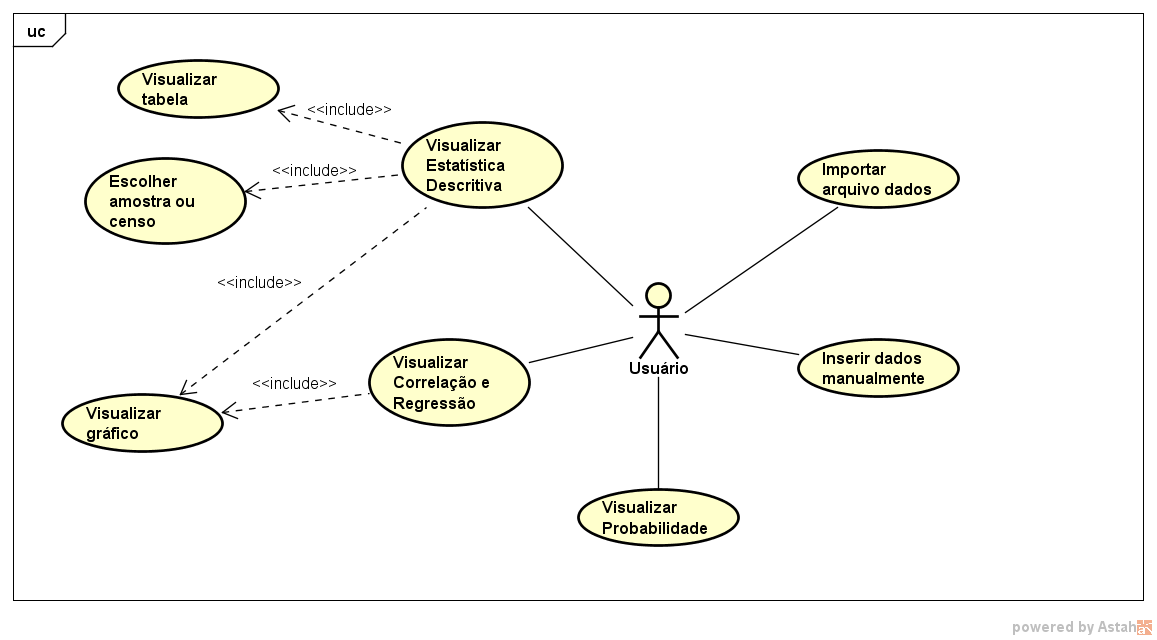 uc
Visualizar
tabela
<<include>>
Visualizar
Estatística
Descritiva
<<include>>
Escolher
amostra ou
censo
Importar
arquivo dados
<<include>>
Usuário
Visualizar
Correlação e
Regressão
<<include>>
Inserir dados
manualmente
Visualizar
gráfico
Visualizar
Probabilidade
powered by Astah